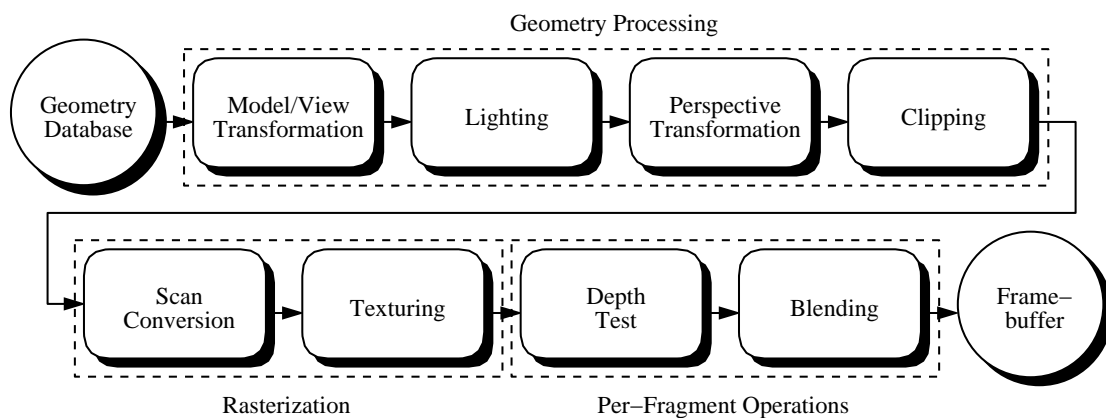 Geometry Processing
Geometry
Database
Model/View
Transformation
Lighting
Perspective
Transformation
Clipping
Scan
Conversion
Texturing
Depth
Test
Blending
Frame–
buffer
Rasterization
Per–Fragment Operations